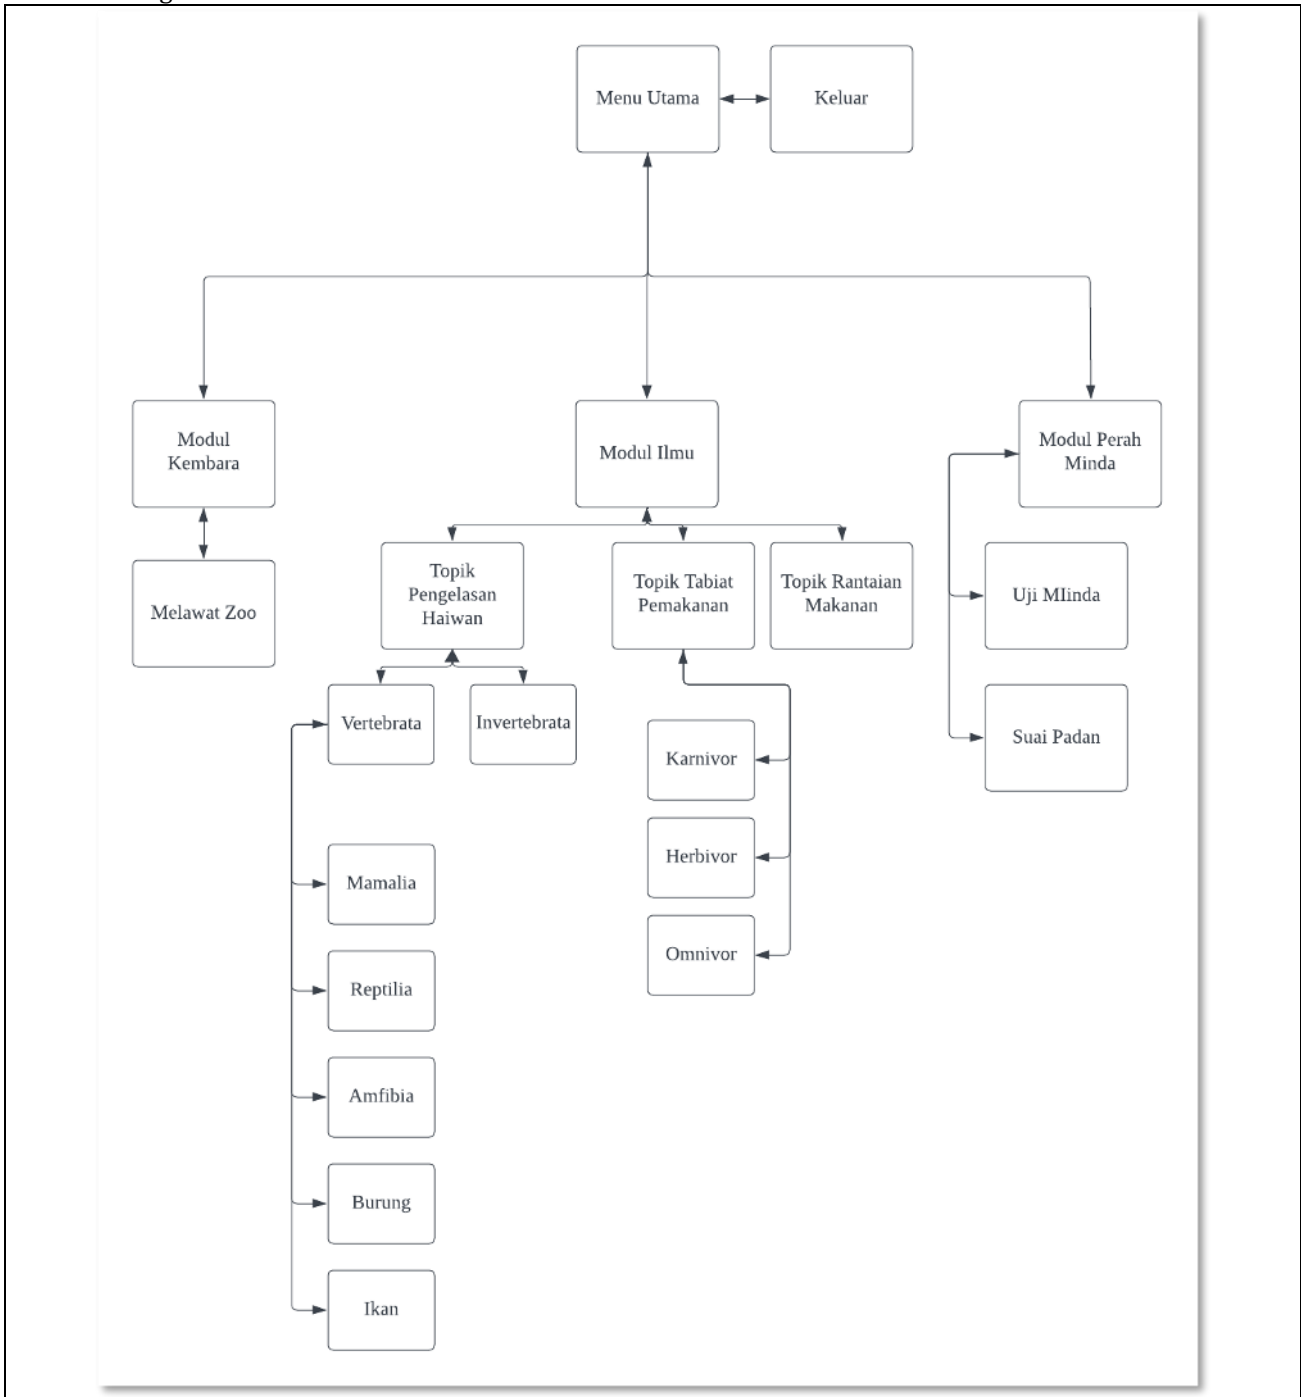 Menu Utama
Keluar
Modul
Kembara
Modul Ilmu
Modul Perah
Minda
Melawat Zoo
Topik
Pengelasan
Haiwan
Topik Tabiat
Pemakanan
Topik Rantaian
Makanan
Uji MIinda
Suai Padan
Vertebrata
Invertebrata
Karnivor
Herbivor
Omnivor
Mamalia
Reptilia
Amfibia
Burung
Ikan